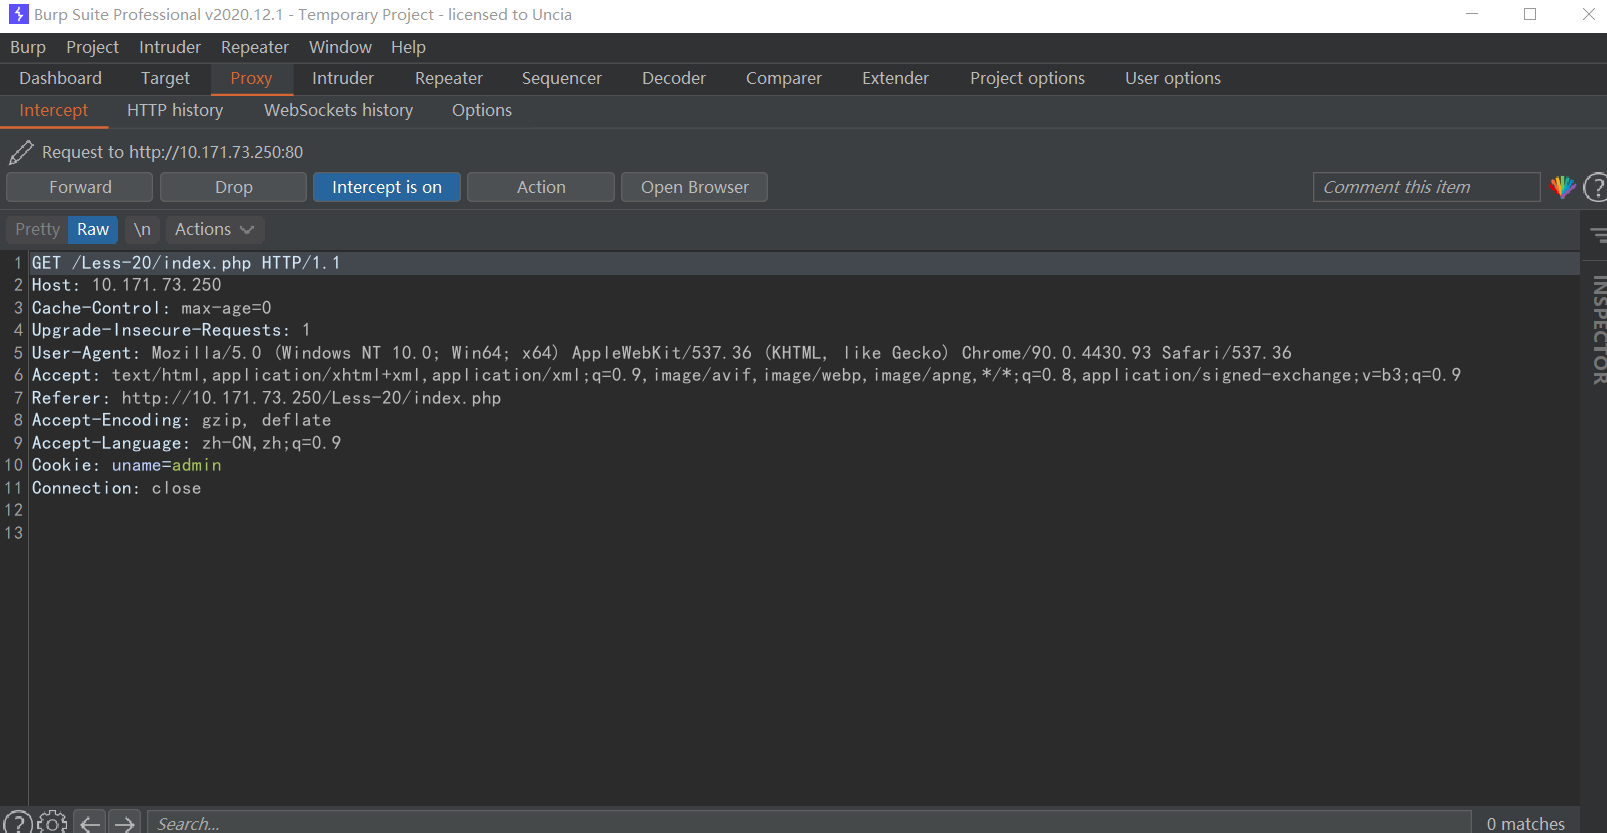 Burp Suite Professional v2020.12.1 - Temporary Project - licensed to Uncia
Burp Project Intruder Repeater Window Help
Dashboard Target Proxy Intruder Repeater Sequencer Decoder Comparer Extender Project options User options
Intercept HTTP history WebSockets history Options
Request to http://10.171.73.250:80
Forward Drop Intercept is on Action Open Browser Comment this item ?
Pretty Raw \n Actions
INSPECTOR
1 GET /Less-20/index.php HTTP/1.1
2 Host: 10.171.73.250
3 Cache-Control: max-age=0
4 Upgrade-Insecure-Requests: 1
5 User-Agent: Mozilla/5.0 (Windows NT 10.0; Win64; x64) AppleWebKit/537.36 (KHTML, like Gecko) Chrome/90.0.4430.93 Safari/537.36
6 Accept: text/html,application/xhtml+xml,application/xml;q=0.9,image/avif,image/webp,image/apng,*/*;q=0.8,application/signed-exchange;v=b3;q=0.9
7 Referer: http://10.171.73.250/Less-20/index.php
8 Accept-Encoding: gzip, deflate
9 Accept-Language: zh-CN,zh;q=0.9
10 Cookie: uname=admin
11 Connection: close
12
13
? Search... 0 matches